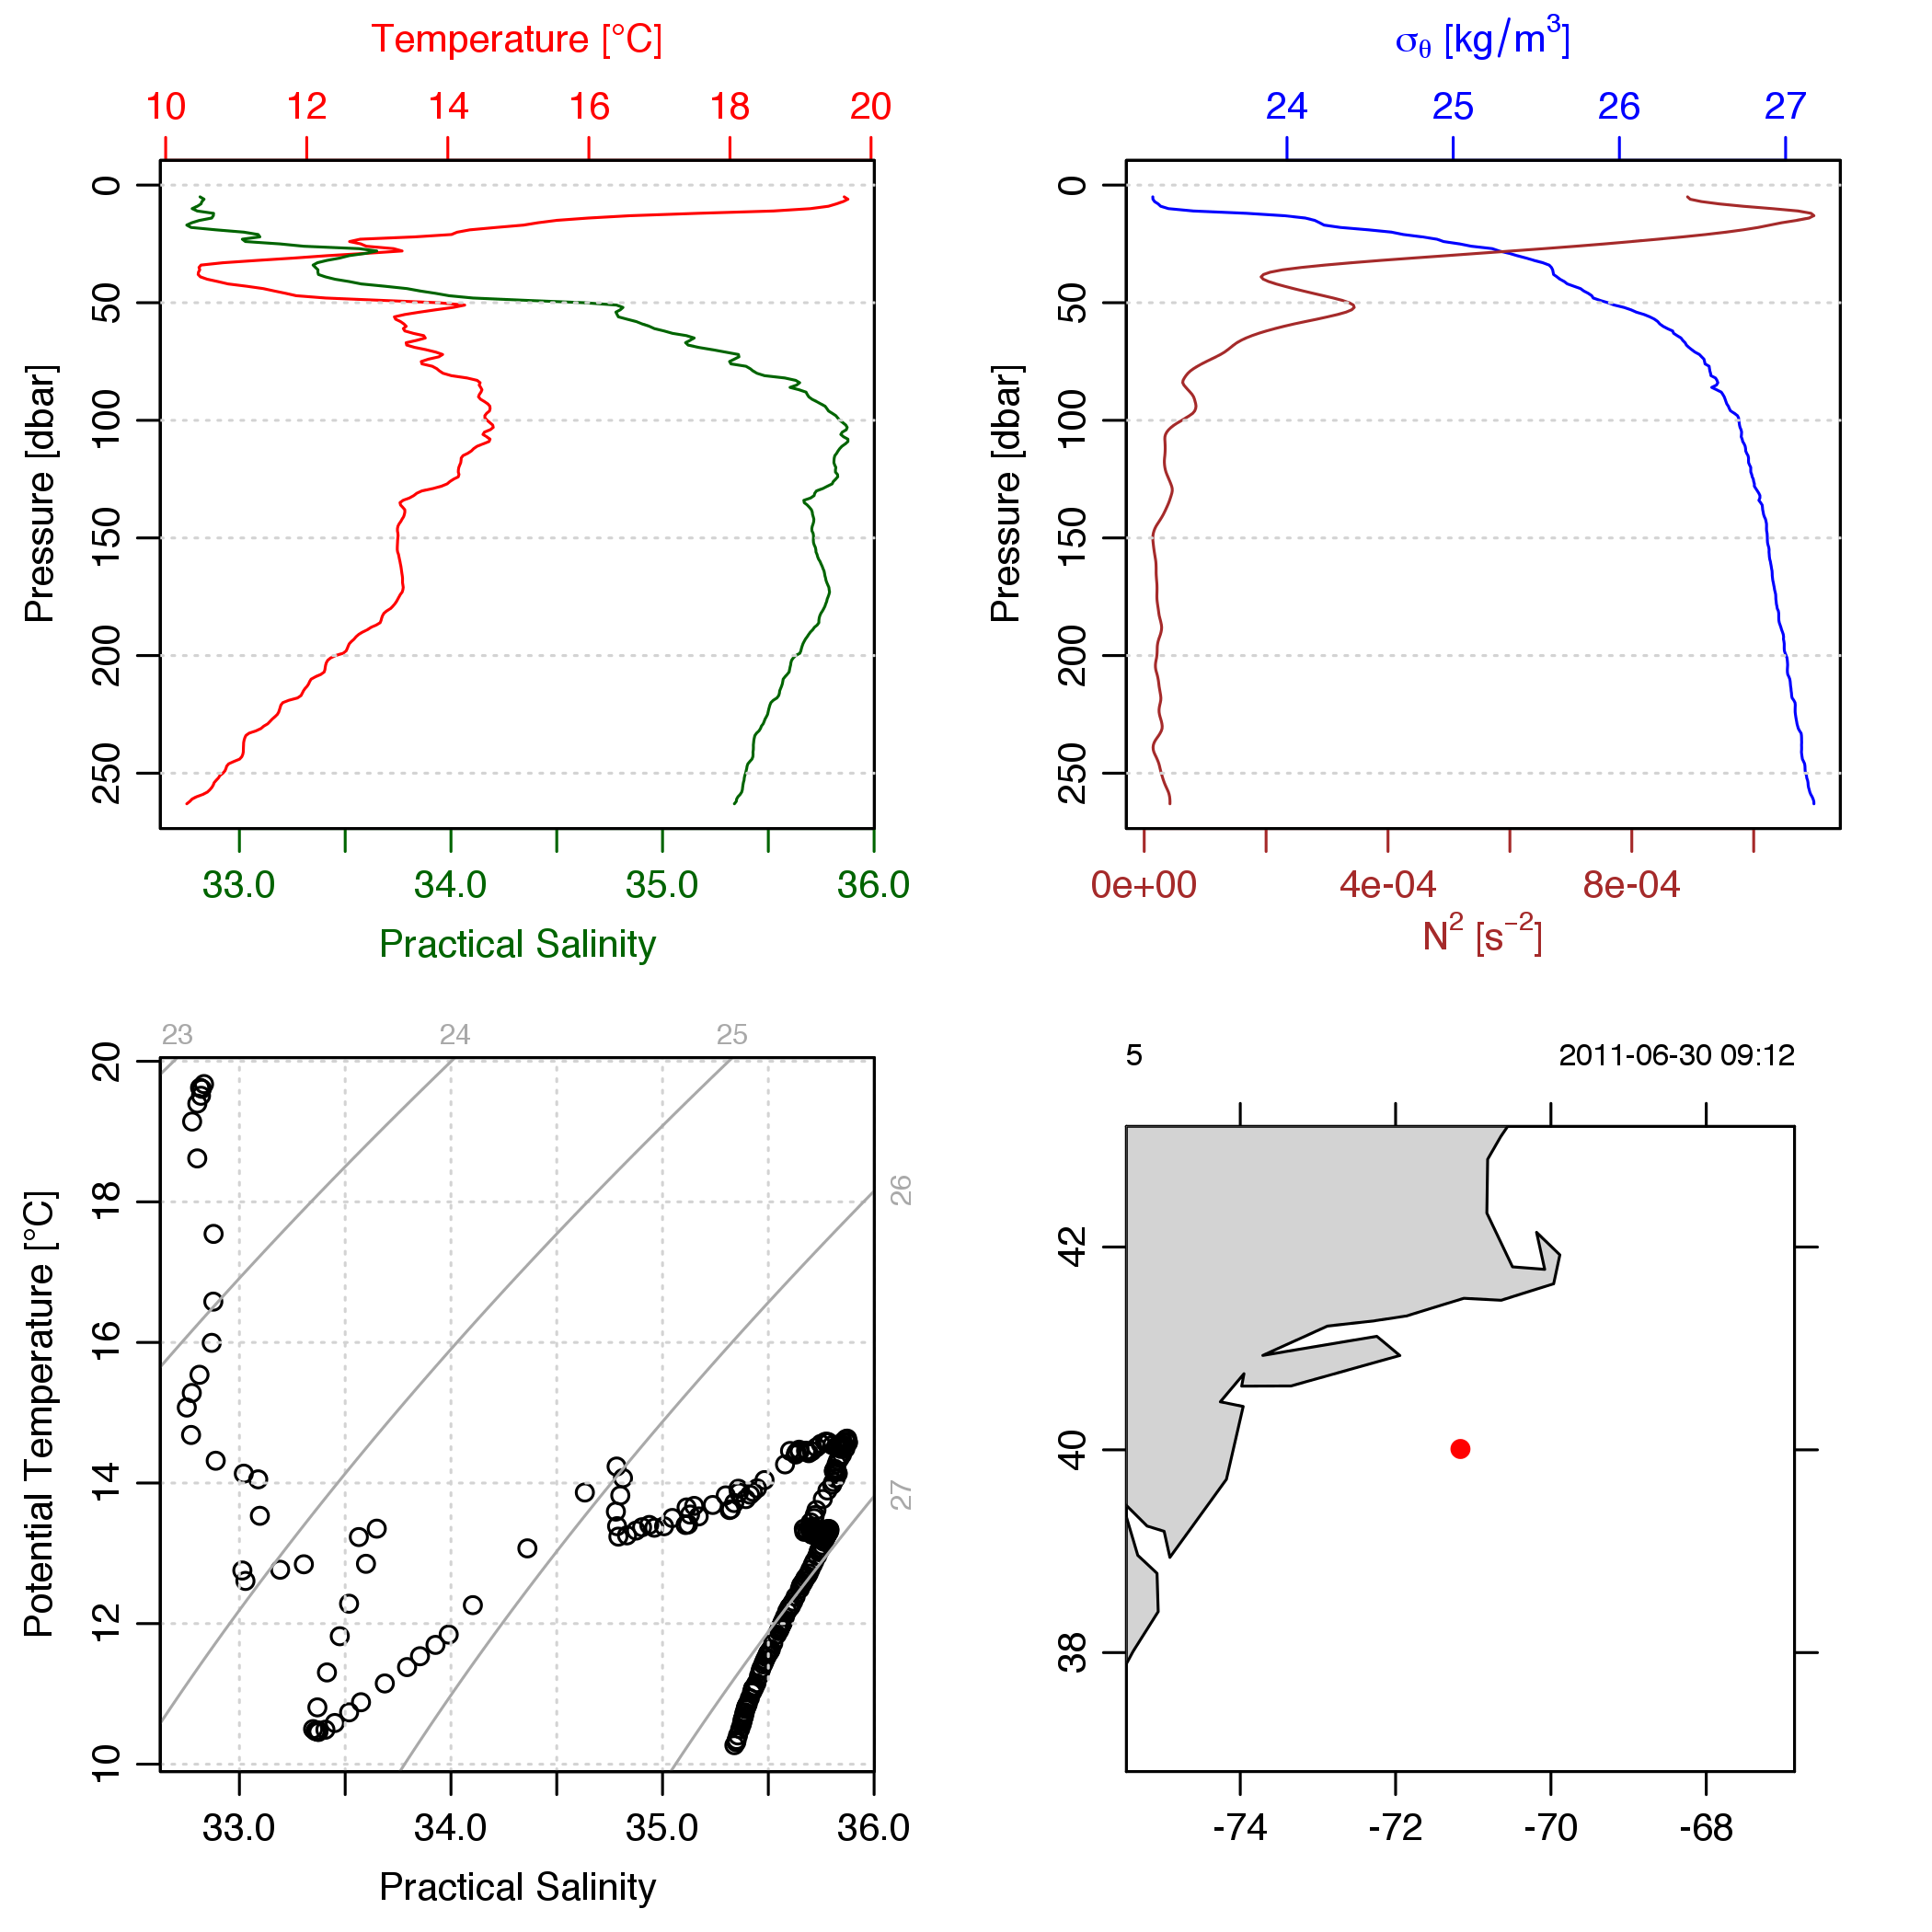 Temperature [°C]
10 12 14 16 18 20
0
50
100
150
200
250
Pressure [dbar]
33.0 34.0 35.0 36.0
Practical Salinity
σθ [kg/m³]
24 25 26 27
0
50
100
150
200
250
Pressure [dbar]
0e+00 4e-04 8e-04
N² [s⁻²]
23 24 25
26
27
20
18
16
14
12
10
Potential Temperature [°C]
33.0 34.0 35.0 36.0
Practical Salinity
5 2011-06-30 09:12
42
40
38
-74 -72 -70 -68